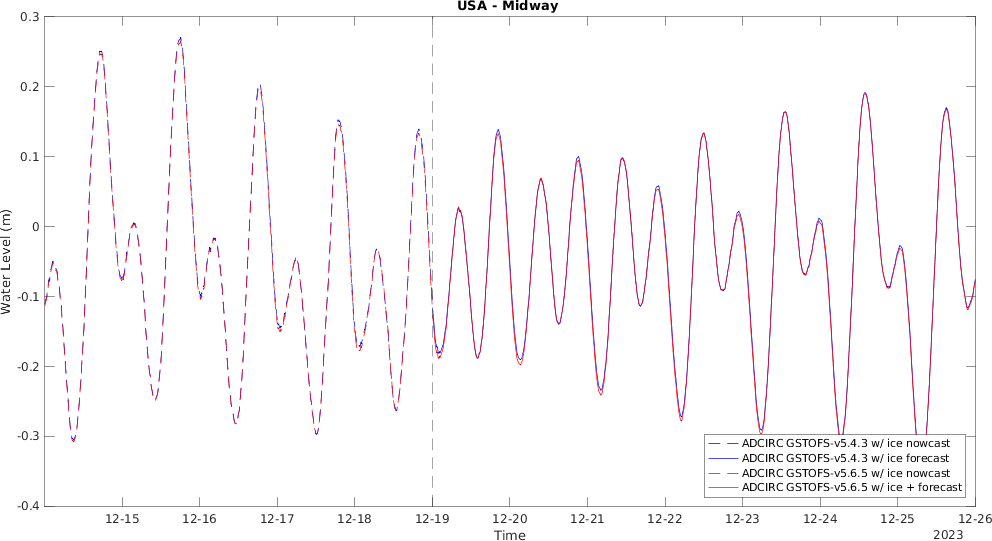 USA - Midway
0.3
0.2
0.1
0
-0.1
-0.2
-0.3
-0.4
Water Level (m)
ADCIRC GSTOFS-v5.4.3 w/ ice nowcast
ADCIRC GSTOFS-v5.4.3 w/ ice forecast
ADCIRC GSTOFS-v5.6.5 w/ ice nowcast
ADCIRC GSTOFS-v5.6.5 w/ ice + forecast
12-15 12-16 12-17 12-18 12-19 12-20 12-21 12-22 12-23 12-24 12-25 12-26
Time
2023